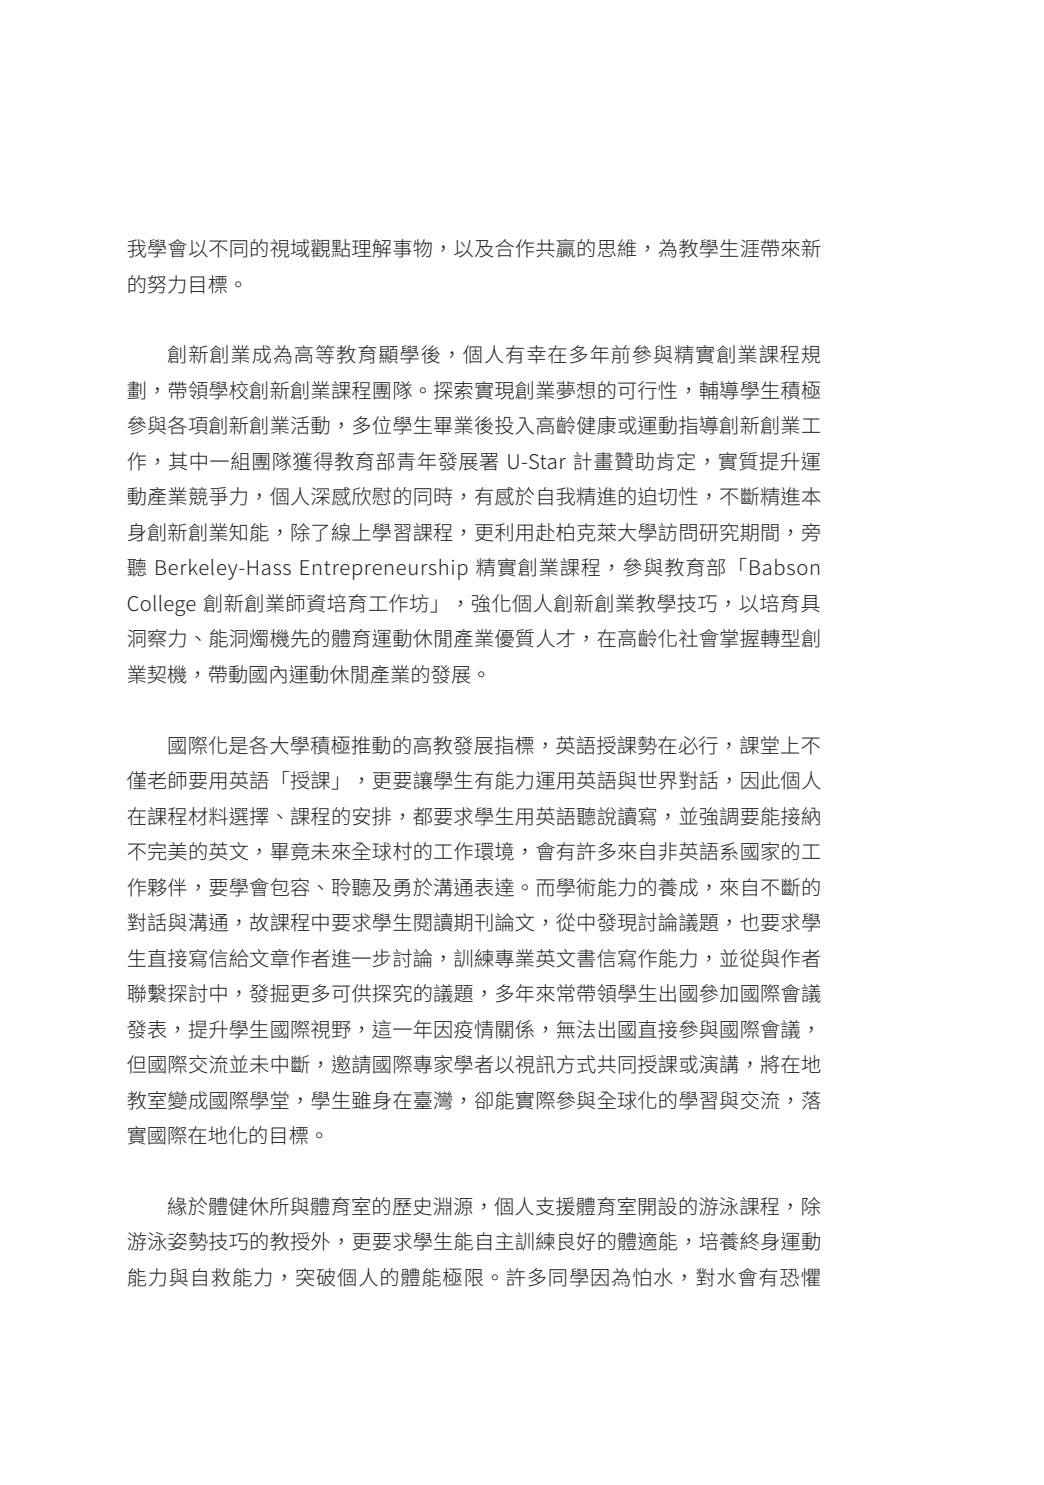 我學會以不同的視域觀點理解事物，以及合作共贏的思維，為教學生涯帶來新
的努力目標。
創新創業成為高等教育顯學後，個人有幸在多年前參與精實創業課程規
劃，帶領學校創新創業課程團隊。探索實現創業夢想的可行性，輔導學生積極
參與各項創新創業活動，多位學生畢業後投入高齡健康或運動指導創新創業工
作，其中一組團隊獲得教育部青年發展署 U-Star 計畫贊助肯定，實質提升運
動產業競爭力，個人深感欣慰的同時，有感於自我精進的迫切性，不斷精進本
身創新創業知能，除了線上學習課程，更利用赴柏克萊大學訪問研究期間，旁
聽 Berkeley-Hass Entrepreneurship 精實創業課程，參與教育部「Babson
College 創新創業師資培育工作坊」，強化個人創新創業教學技巧，以培育具
洞察力、能洞燭機先的體育運動休閒產業優質人才，在高齡化社會掌握轉型創
業契機，帶動國內運動休閒產業的發展。
國際化是各大學積極推動的高教發展指標，英語授課勢在必行，課堂上不
僅老師要用英語「授課」，更要讓學生有能力運用英語與世界對話，因此個人
在課程材料選擇、課程的安排，都要求學生用英語聽說讀寫，並強調要能接納
不完美的英文，畢竟未來全球村的工作環境，會有許多來自非英語系國家的工
作夥伴，要學會包容、聆聽及勇於溝通表達。而學術能力的養成，來自不斷的
對話與溝通，故課程中要求學生閱讀期刊論文，從中發現討論議題，也要求學
生直接寫信給文章作者進一步討論，訓練專業英文書信寫作能力，並從與作者
聯繫探討中，發掘更多可供探究的議題，多年來常帶領學生出國參加國際會議
發表，提升學生國際視野，這一年因疫情關係，無法出國直接參與國際會議，
但國際交流並未中斷，邀請國際專家學者以視訊方式共同授課或演講，將在地
教室變成國際學堂，學生雖身在臺灣，卻能實際參與全球化的學習與交流，落
實國際在地化的目標。
緣於體健休所與體育室的歷史淵源，個人支援體育室開設的游泳課程，除
游泳姿勢技巧的教授外，更要求學生能自主訓練良好的體適能，培養終身運動
能力與自救能力，突破個人的體能極限。許多同學因為怕水，對水會有恐懼